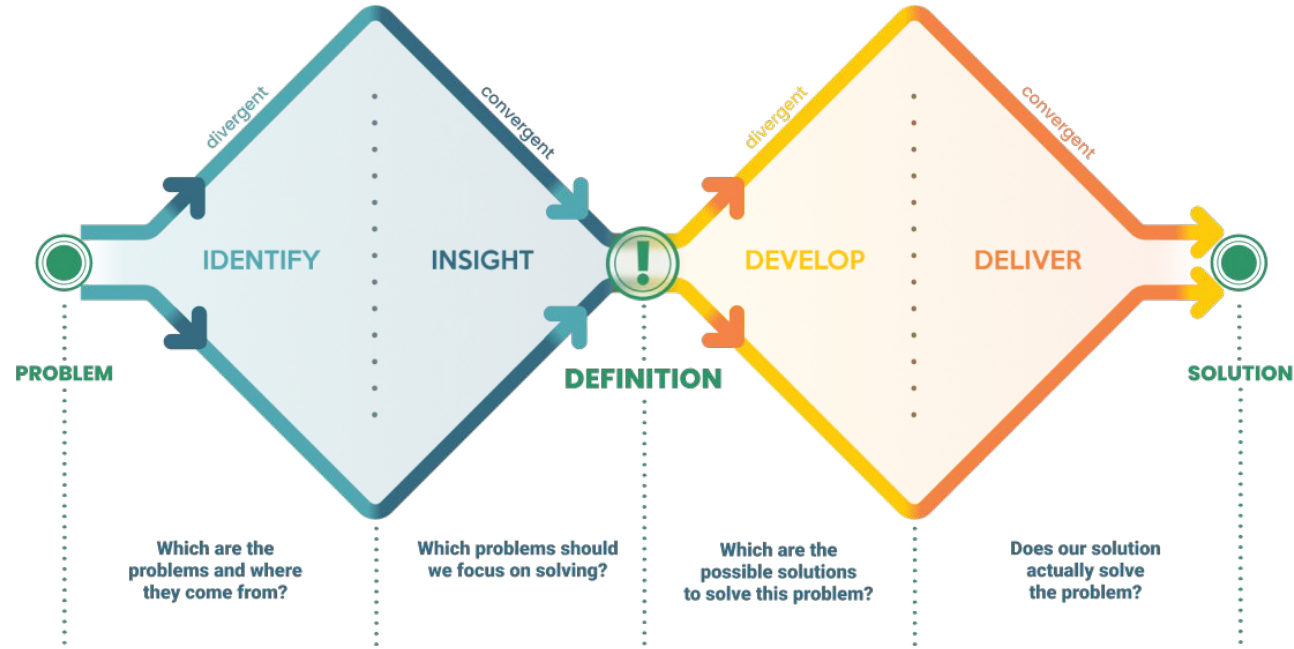 divergent
convergent
divergent
convergent
IDENTIFY
INSIGHT
!
DEVELOP
DELIVER
PROBLEM
DEFINITION
SOLUTION
Which are the
problems and where
they come from?
Which problems should
we focus on solving?
Which are the
possible solutions
to solve this problem?
Does our solution
actually solve
the problem?